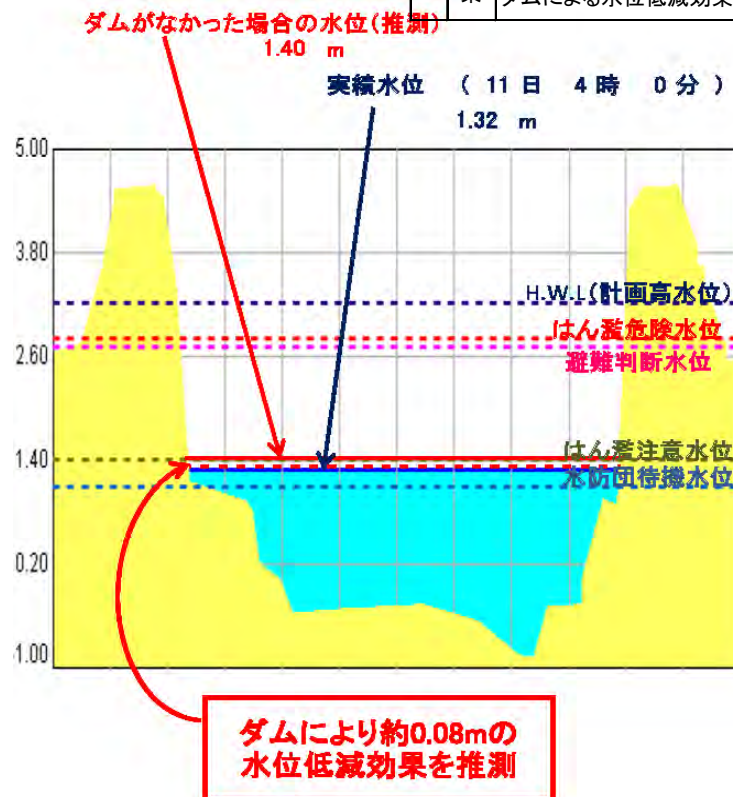 ※ ダムによる水位低減効果
ダムがなかった場合の水位(推測)
1.40 m
実績水位 ( 11 日 4 時 0 分 )
1.32 m
5.00
3.80
H.W.L(計画高水位)
はん濫危険水位
2.60
避難判断水位
1.40
はん濫注意水位
水防団待機水位
0.20
-1.00
ダムにより約0.08mの
水位低減効果を推測